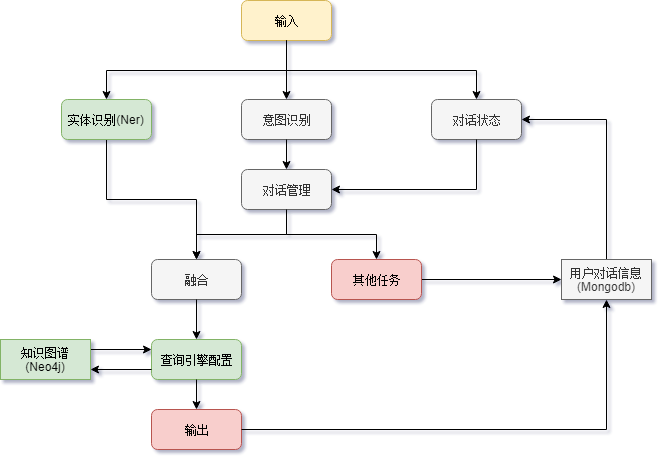 输入
实体识别(Ner)
意图识别
对话状态
对话管理
融合
其他任务
用户对话信息
(Mongodb)
知识图谱
(Neo4j)
查询引擎配置
输出